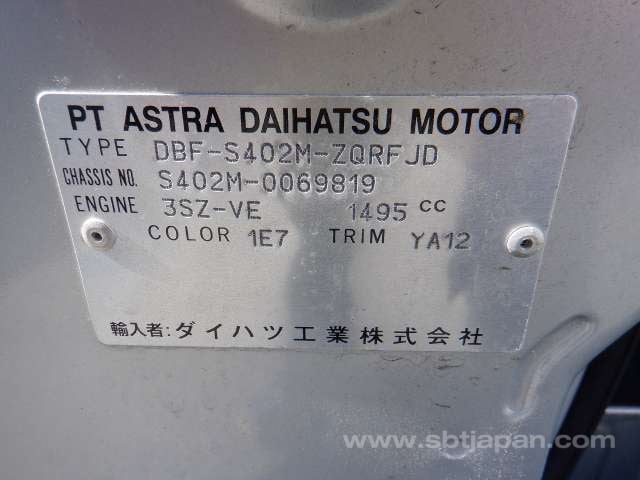 PT ASTRA DAIHATSU MOTOR
TYPE DBF-S402M-ZQRFJD
CHASSIS NO. S402M-0069819
ENGINE 3SZ-VE 1495 cc
COLOR 1E7 TRIM YA12
輸入者: ダイハツ工業株式会社
www.sbtjapan.com